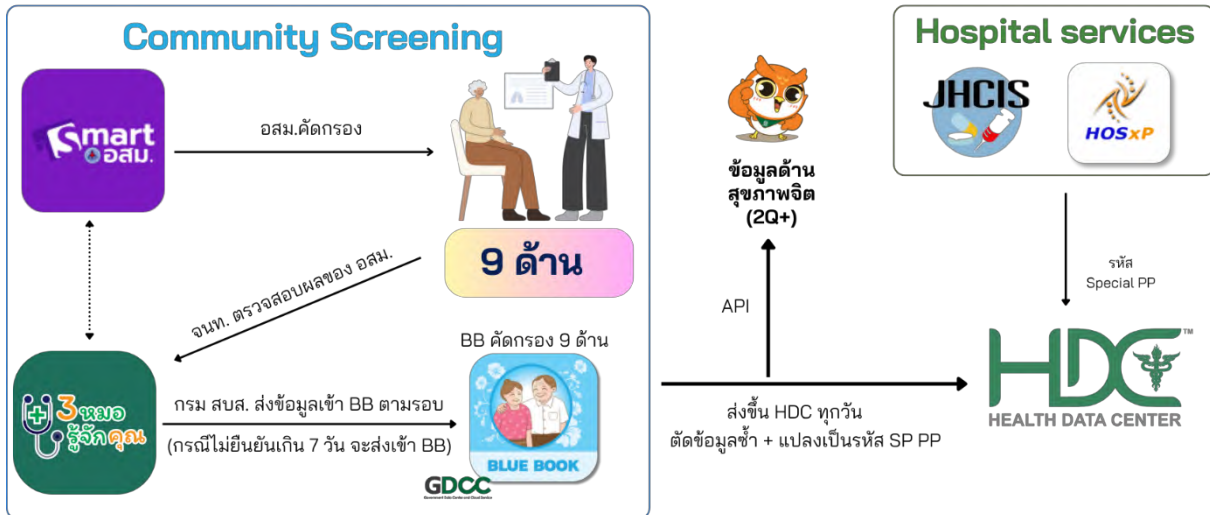 Community Screening
Smart
อสม.
อสม.คัดกรอง
9 ด้าน
จนท. ตรวจสอบผลของ อสม.
3 หมอ
รู้จักคุณ
กรม สบส. ส่งข้อมูลเข้า BB ตามรอบ
(กรณีไม่ยืนยันเกิน 7 วัน จะส่งเข้า BB)
BB คัดกรอง 9 ด้าน
BLUE BOOK
GDCC
Government Data Center and Cloud Service
ข้อมูลด้าน
สุขภาพจิต
(2Q+)
API
ส่งขึ้น HDC ทุกวัน
ตัดข้อมูลซ้ำ + แปลงเป็นรหัส SP PP
Hospital services
JHCIS
HOSxP
รหัส
Special PP
HDC™
HEALTH DATA CENTER